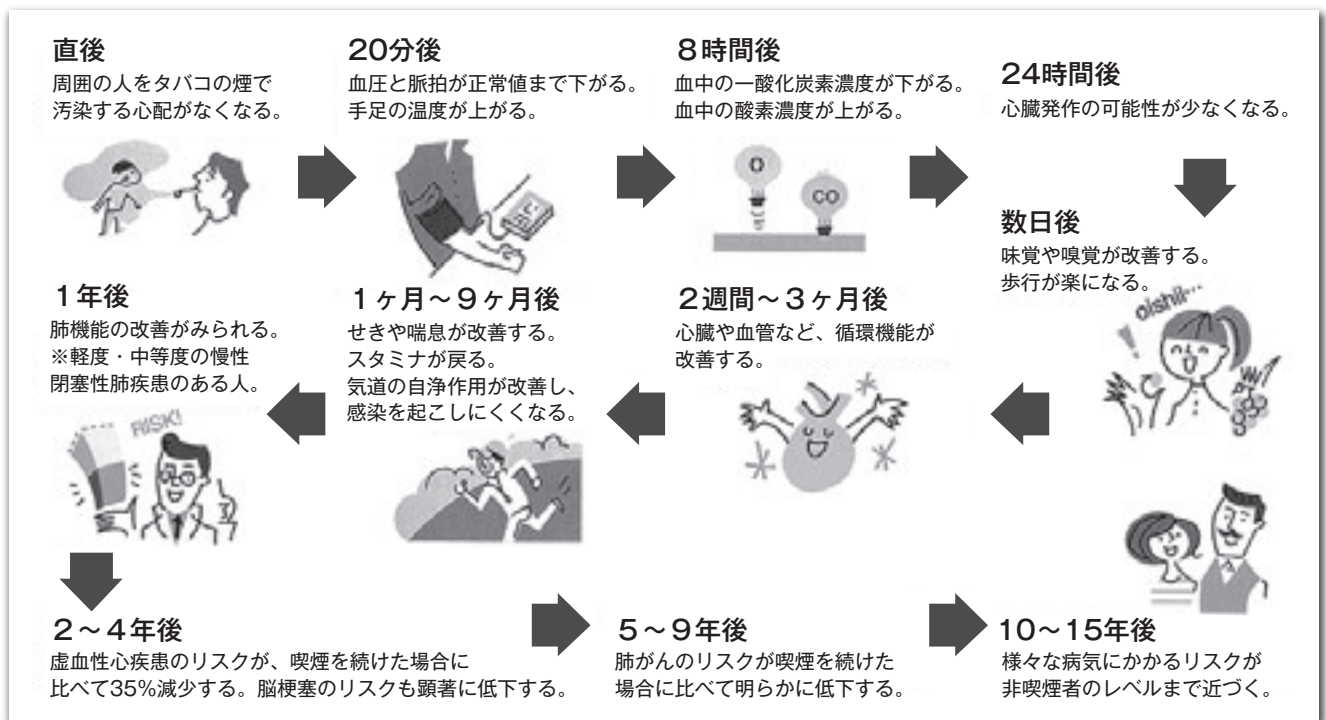 直後
周囲の人をタバコの煙で
汚染する心配がなくなる。
20分後
血圧と脈拍が正常値まで下がる。
手足の温度が上がる。
8時間後
血中の一酸化炭素濃度が下がる。
血中の酸素濃度が上がる。
O
CO
24時間後
心臓発作の可能性が少なくなる。
数日後
味覚や嗅覚が改善する。
歩行が楽になる。
oishii…
2週間～3ヶ月後
心臓や血管など、循環機能が
改善する。
1ヶ月～9ヶ月後
せきや喘息が改善する。
スタミナが戻る。
気道の自浄作用が改善し、
感染を起こしにくくなる。
1年後
肺機能の改善がみられる。
※軽度・中等度の慢性
閉塞性肺疾患のある人。
RISK!
2～4年後
虚血性心疾患のリスクが、喫煙を続けた場合に
比べて35%減少する。脳梗塞のリスクも顕著に低下する。
5～9年後
肺がんのリスクが喫煙を続けた
場合に比べて明らかに低下する。
10～15年後
様々な病気にかかるリスクが
非喫煙者のレベルまで近づく。